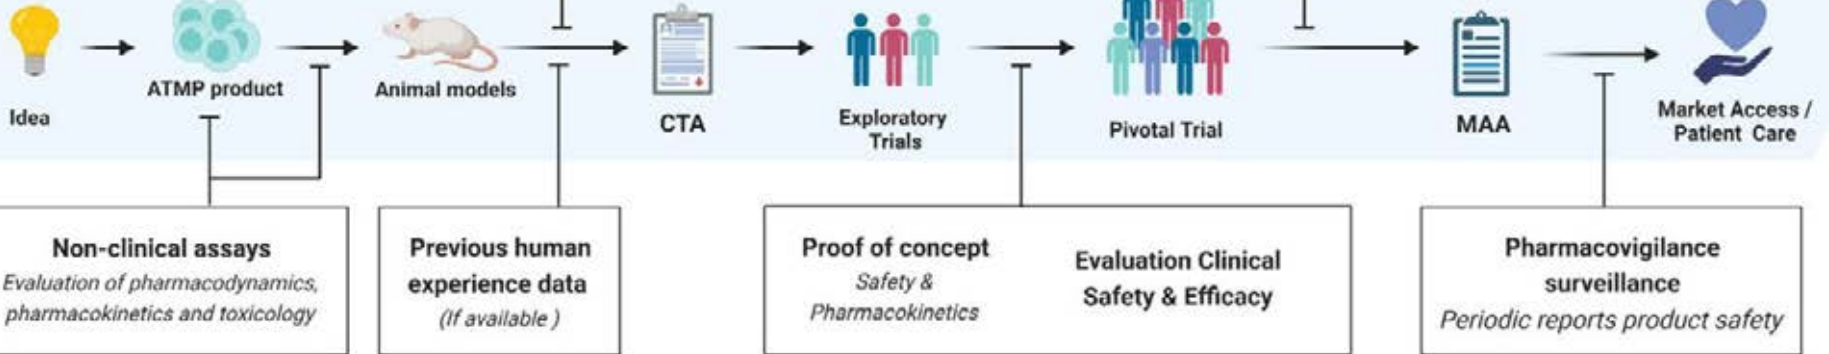 Idea
ATMP product
Animal models
CTA
Exploratory
Trials
Pivotal Trial
MAA
Market Access /
Patient Care
Non-clinical assays
Evaluation of pharmacodynamics,
pharmacokinetics and toxicology
Previous human
experience data
(If available )
Proof of concept
Safety &
Pharmacokinetics
Evaluation Clinical
Safety & Efficacy
Pharmacovigilance
surveillance
Periodic reports product safety